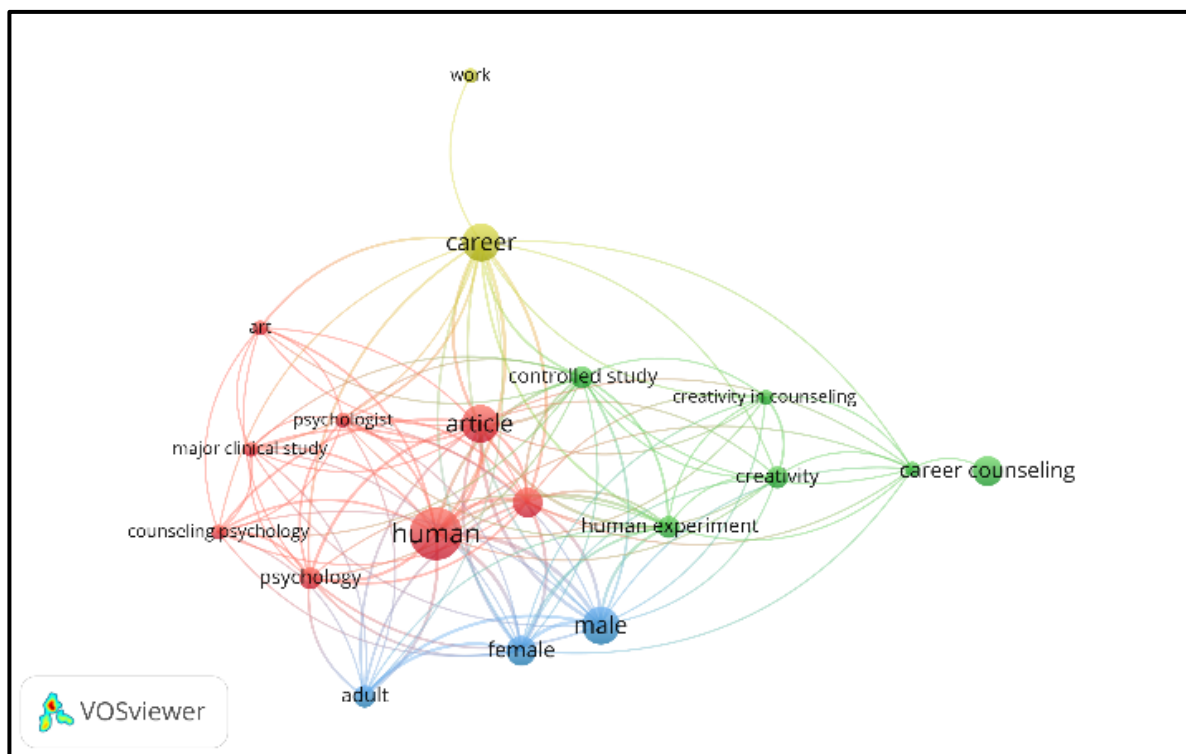 work
career
art
controlled study
creativity in counseling
psychologist
article
major clinical study
career counseling
creativity
human experiment
counseling psychology
human
psychology
male
female
adult
VOSviewer